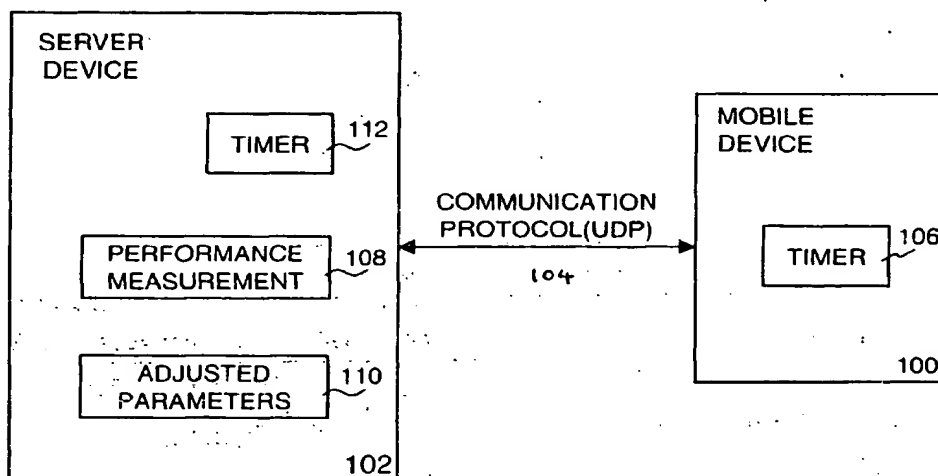 SERVER
DEVICE
TIMER
112
PERFORMANCE
MEASUREMENT
108
ADJUSTED
PARAMETERS
110
102
COMMUNICATION
PROTOCOL(UDP)
104
MOBILE
DEVICE
TIMER
106
100